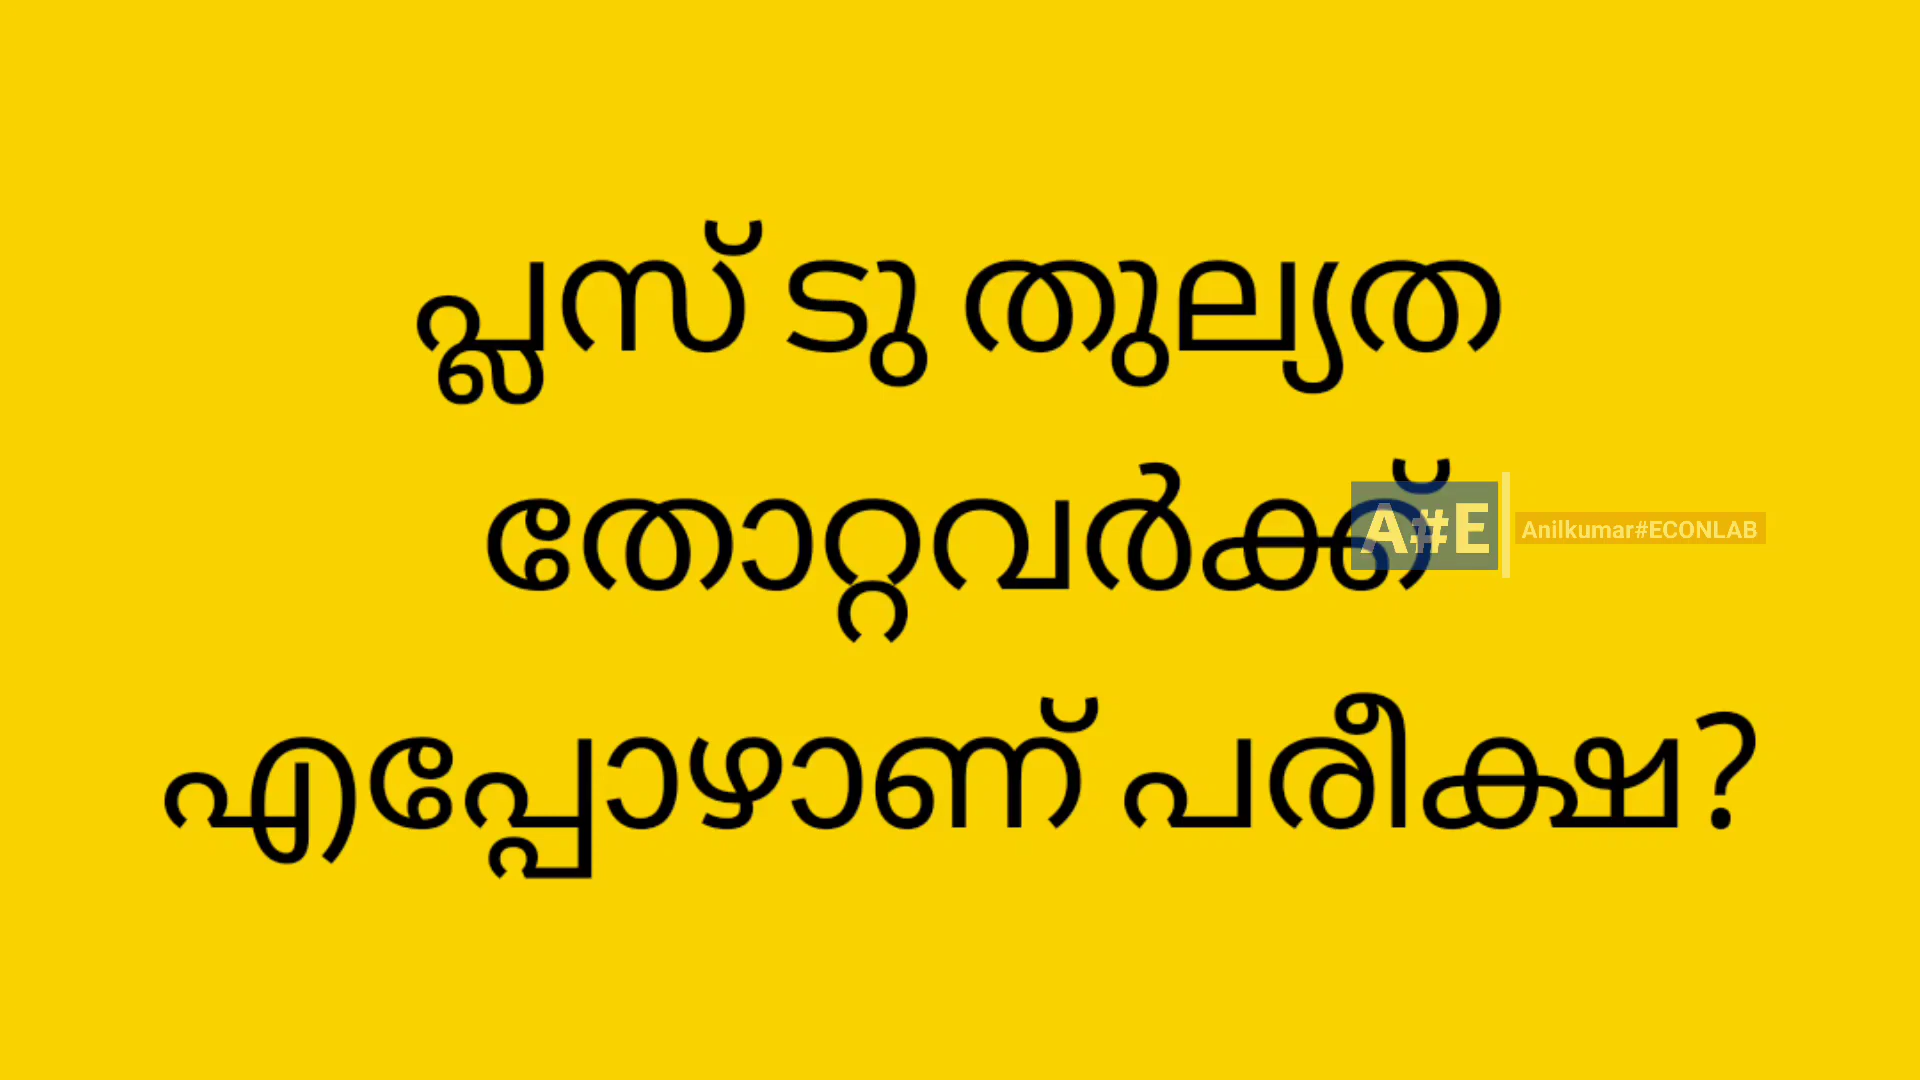 പ്ലസ് ടു തുല്യത
തോറ്റവർക്ക്
A#E
Anilkumar#ECONLAB
എപ്പോഴാണ് പരീക്ഷ?